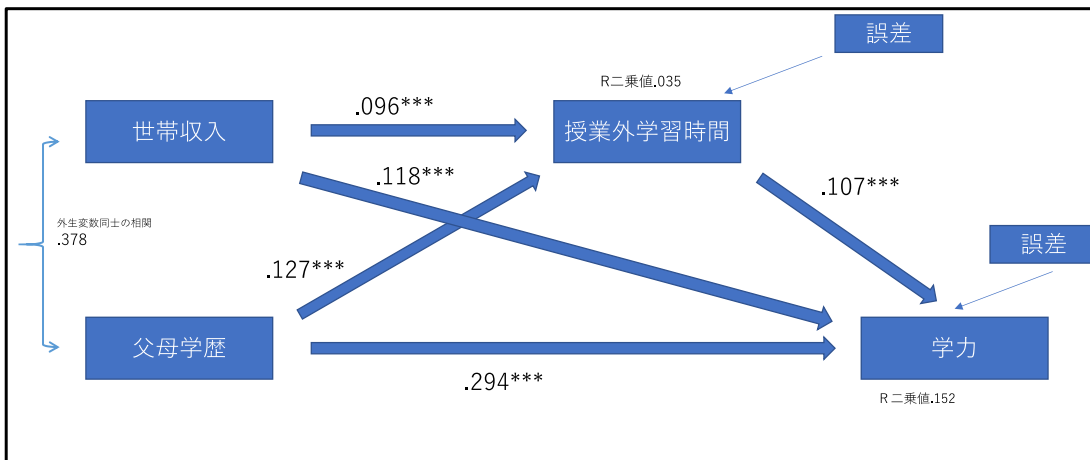 誤差
R二乗値.035
.096***
世帯収入
授業外学習時間
.118***
.107***
外生変数同士の相関
.378
誤差
.127***
父母学歴
学力
.294***
R二乗値.152